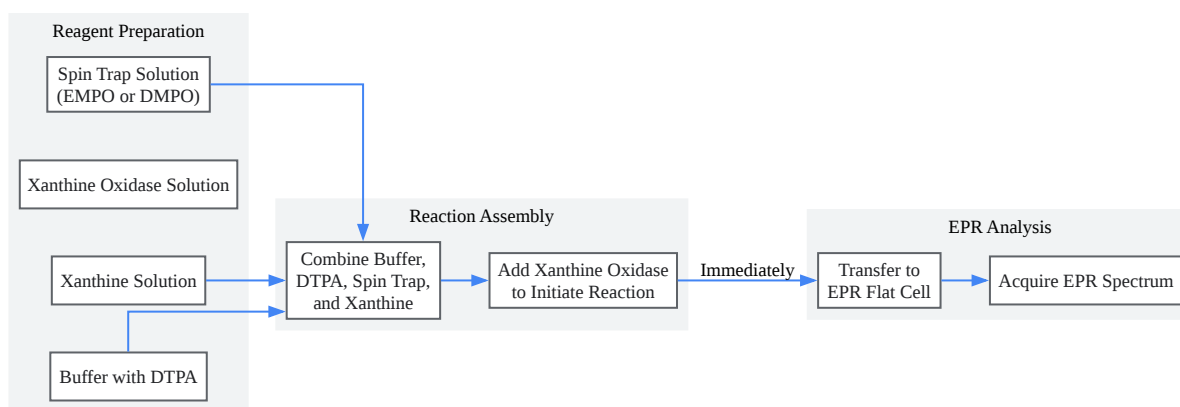 Reagent Preparation
Spin Trap Solution
(EMPO or DMPO)
Xanthine Oxidase Solution
Xanthine Solution
Buffer with DTPA
Reaction Assembly
Combine Buffer,
DTPA, Spin Trap,
and Xanthine
Add Xanthine Oxidase
to Initiate Reaction
Immediately
EPR Analysis
Transfer to
EPR Flat Cell
Acquire EPR Spectrum